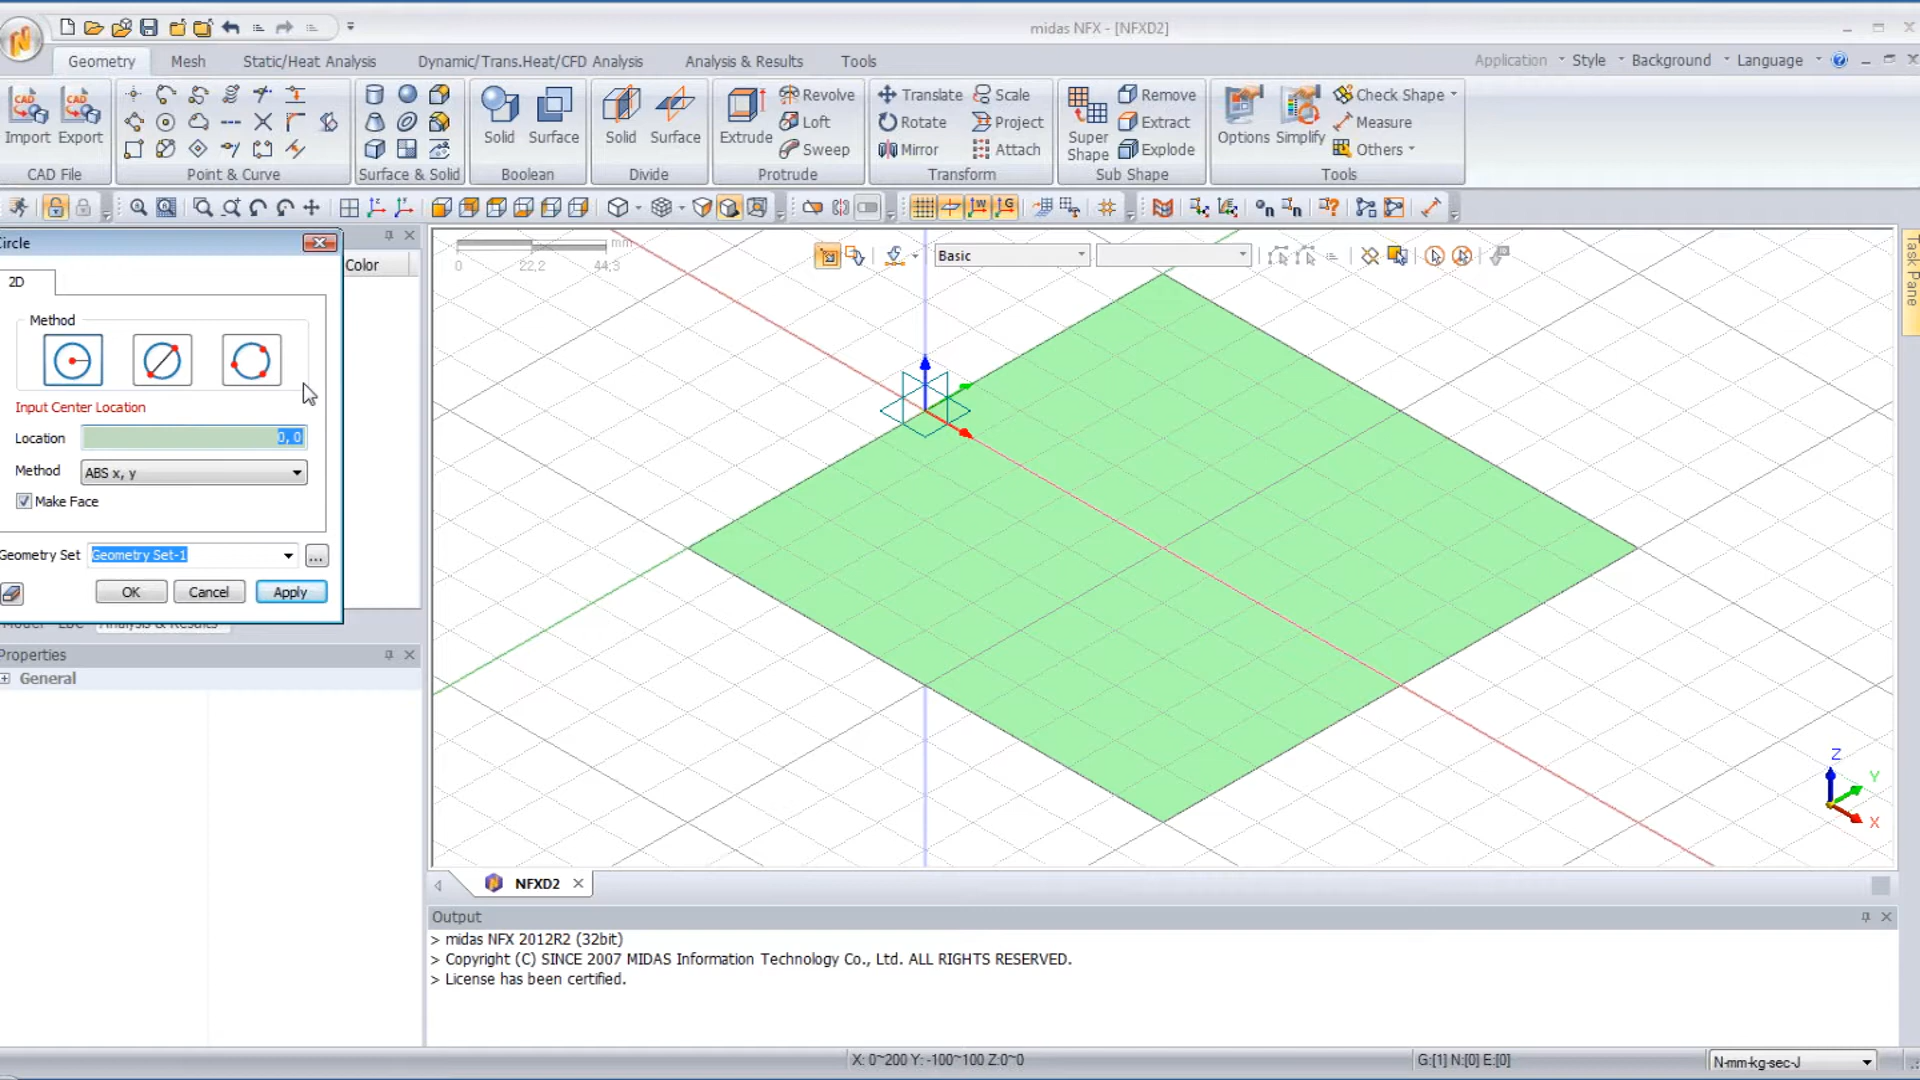 midas NFX - [NFXD2]
Geometry Mesh Static/Heat Analysis Dynamic/Trans.Heat/CFD Analysis Analysis & Results Tools Application Style Background Language
CAD CAD
Import Export
CAD File
Point & Curve
Surface & Solid
Solid Surface
Boolean
Solid Surface
Divide
Extrude
Revolve
Loft
Sweep
Protrude
Translate Scale
Rotate Project
Mirror Attach
Transform
Super Shape
Remove
Extract
Explode
Sub Shape
Options Simplify
Check Shape
Measure
Others
Tools
Circle
Color
2D
Method
Input Center Location
Location 0, 0
Method ABS x, y
Make Face
Geometry Set Geometry Set-1 ...
OK Cancel Apply
Analysis & Results
Properties
General
mm
0 22,2 44,3
Basic
Task Pane
Z
Y
X
NFXD2
Output
> midas NFX 2012R2 (32bit)
> Copyright (C) SINCE 2007 MIDAS Information Technology Co., Ltd. ALL RIGHTS RESERVED.
> License has been certified.
X: 0~200 Y: -100~100 Z:0~0
G:[1] N:[0] E:[0]
N-mm-kg-sec-J